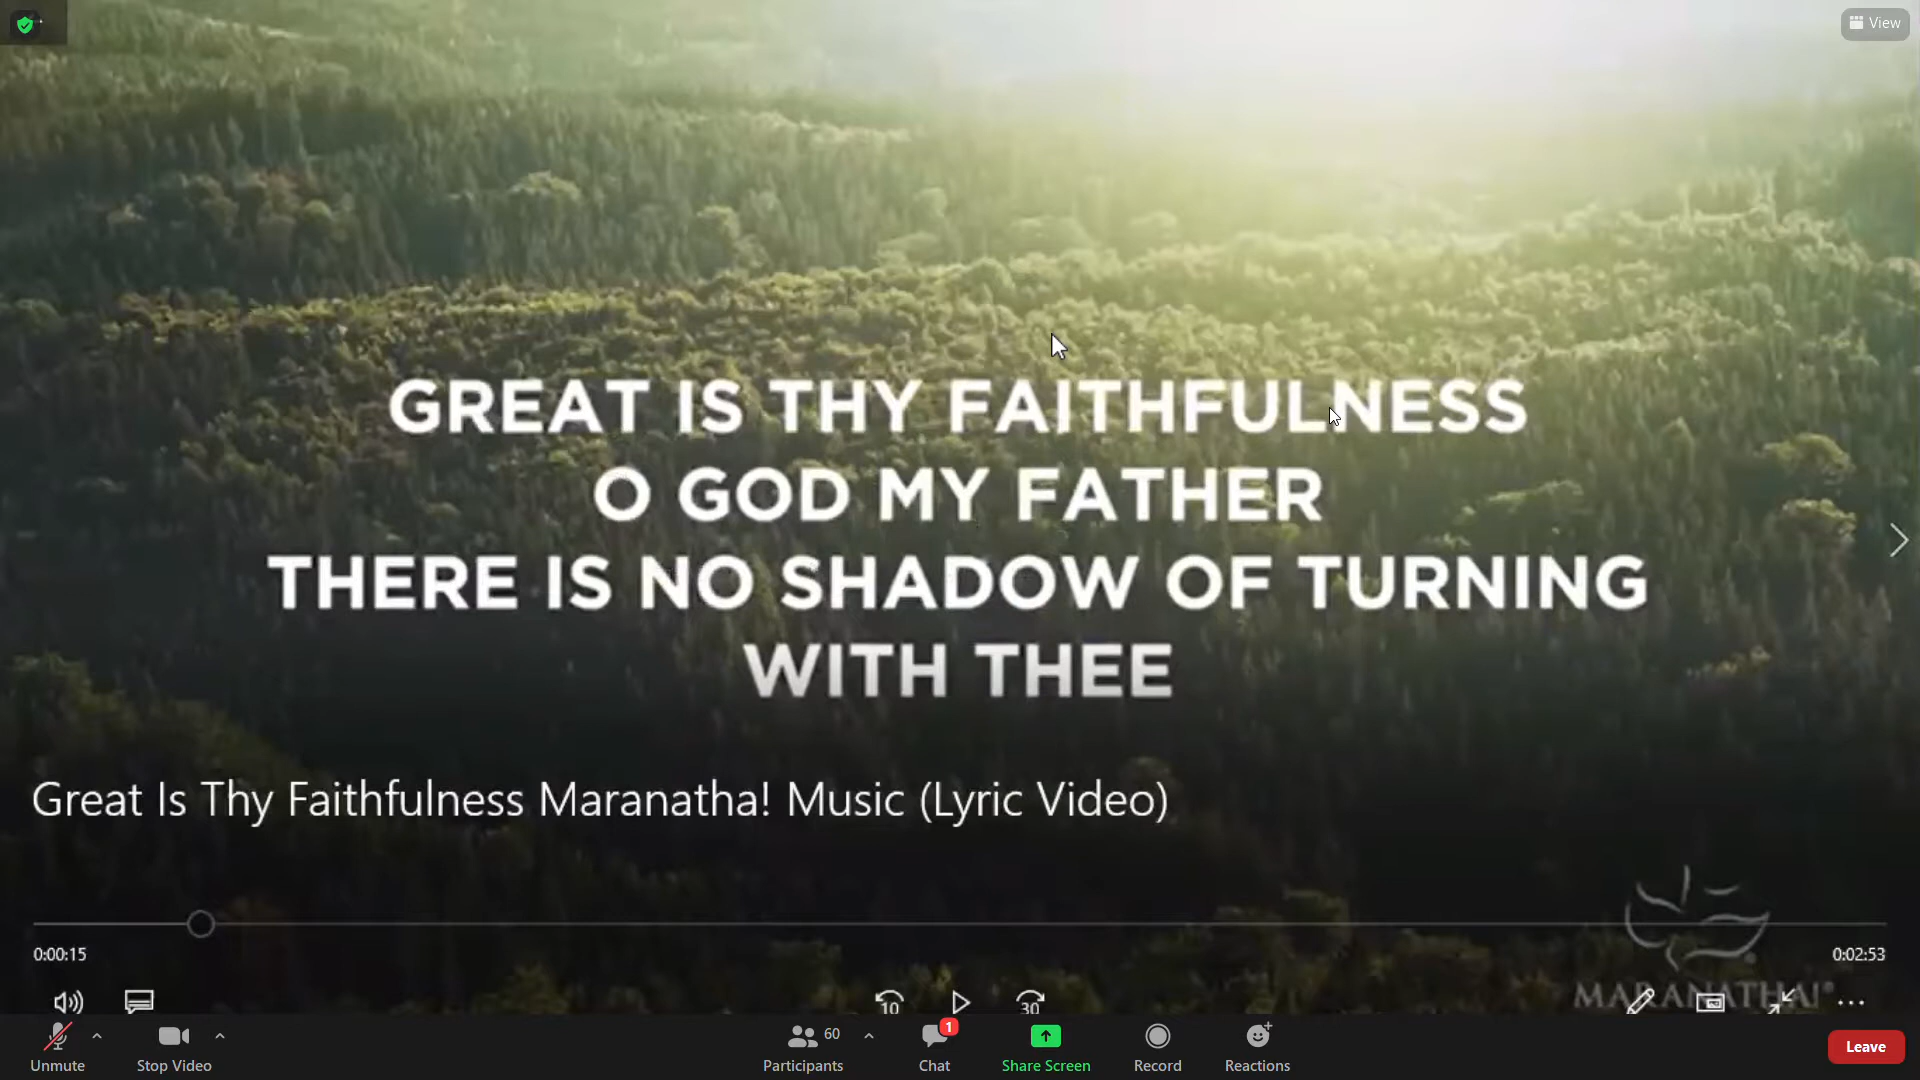 View
GREAT IS THY FAITHFULNESS
O GOD MY FATHER
THERE IS NO SHADOW OF TURNING
WITH THEE
Great Is Thy Faithfulness Maranatha! Music (Lyric Video)
0:00:15
0:02:53
10
30
MARANATHA!®
60
1
Unmute
Stop Video
Participants
Chat
Share Screen
Record
Reactions
Leave